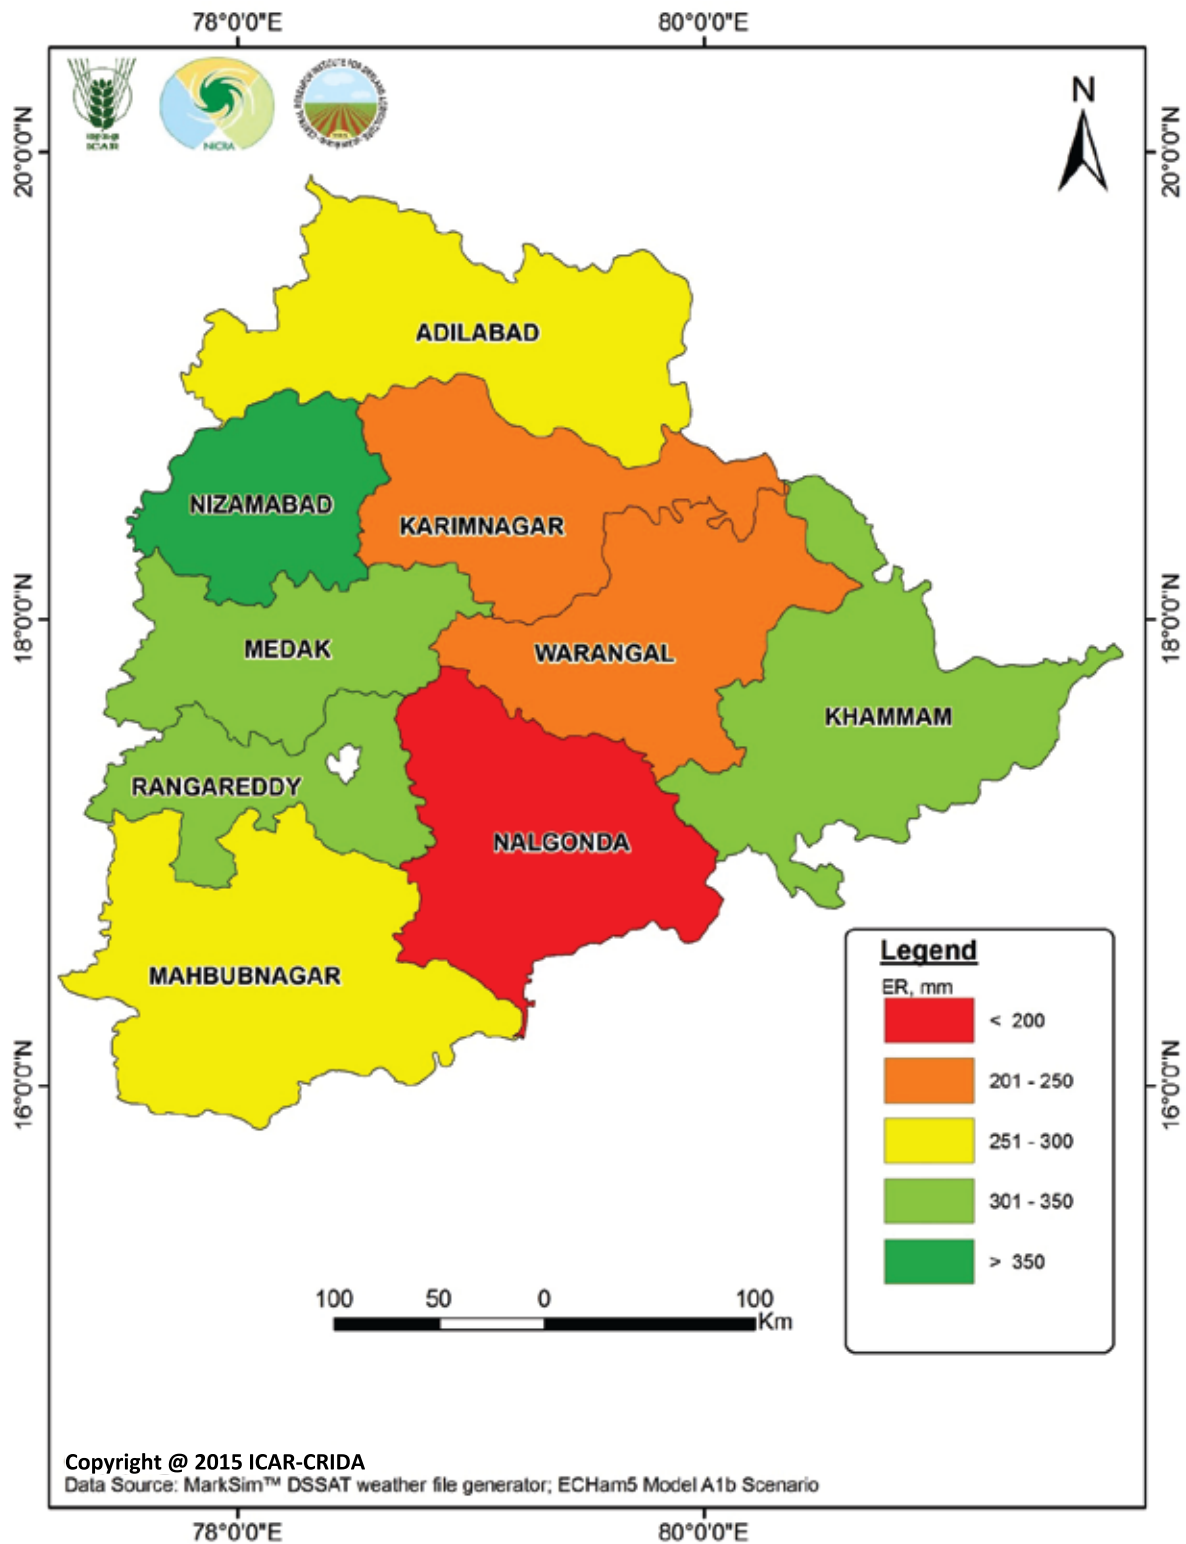 78°0'0"E 80°0'0"E
20°0'0"N 20°0'0"N
ICAR
NICRA
N
ADILABAD
NIZAMABAD
KARIMNAGAR
18°0'0"N 18°0'0"N
MEDAK
WARANGAL
KHAMMAM
RANGAREDDY
NALGONDA
MAHBUBNAGAR
Legend
ER, mm
< 200
201 - 250
251 - 300
301 - 350
> 350
16°0'0"N 16°0'0"N
100 50 0 100
Km
Copyright @ 2015 ICAR-CRIDA
Data Source: MarkSim™ DSSAT weather file generator; ECHam5 Model A1b Scenario
78°0'0"E 80°0'0"E